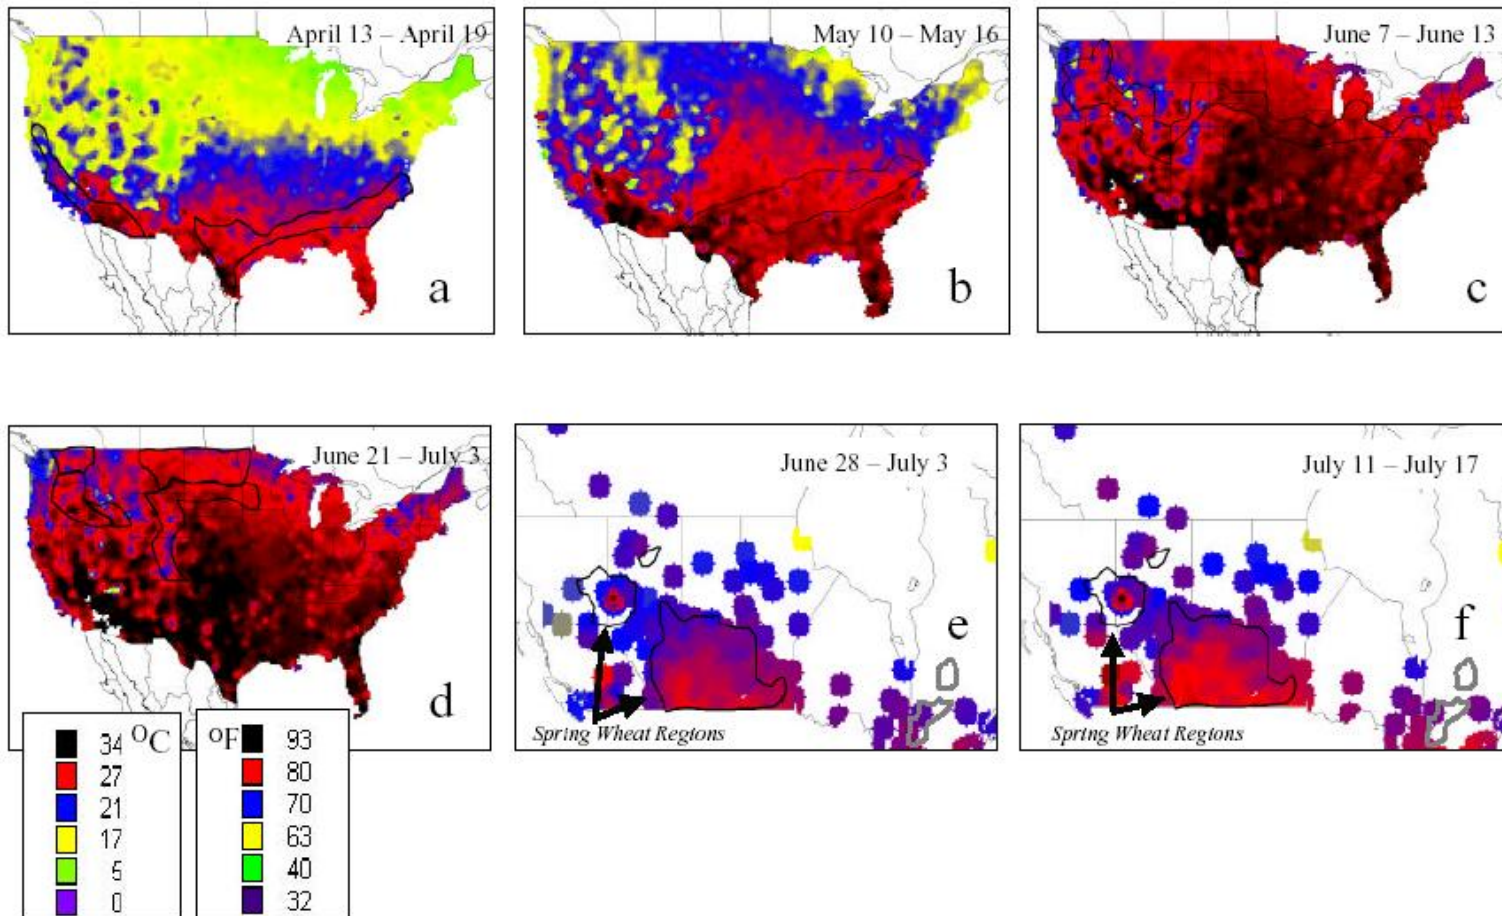 April 13 – April 19
a
May 10 – May 16
b
June 7 – June 13
c
June 21 – July 3
d
June 28 – July 3
e
Spring Wheat Regions
July 11 – July 17
f
Spring Wheat Regions
34 °C
27
21
17
5
0
°F 93
80
70
63
40
32